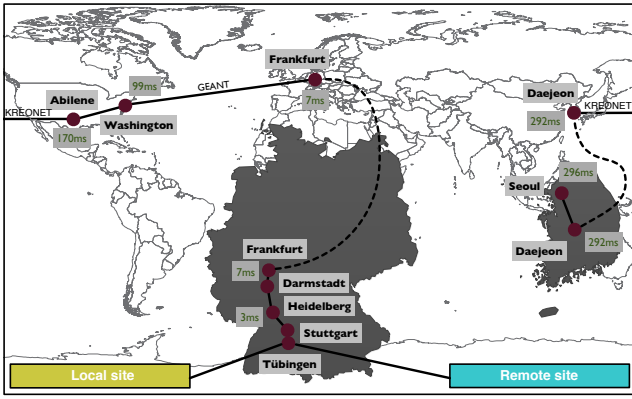 Frankfurt
99ms
GEANT
7ms
Abilene
KREONET
Washington
170ms
Daejeon
KREONET
292ms
296ms
Seoul
Daejeon
292ms
Frankfurt
7ms
Darmstadt
Heidelberg
3ms
Stuttgart
Tübingen
Local site
Remote site